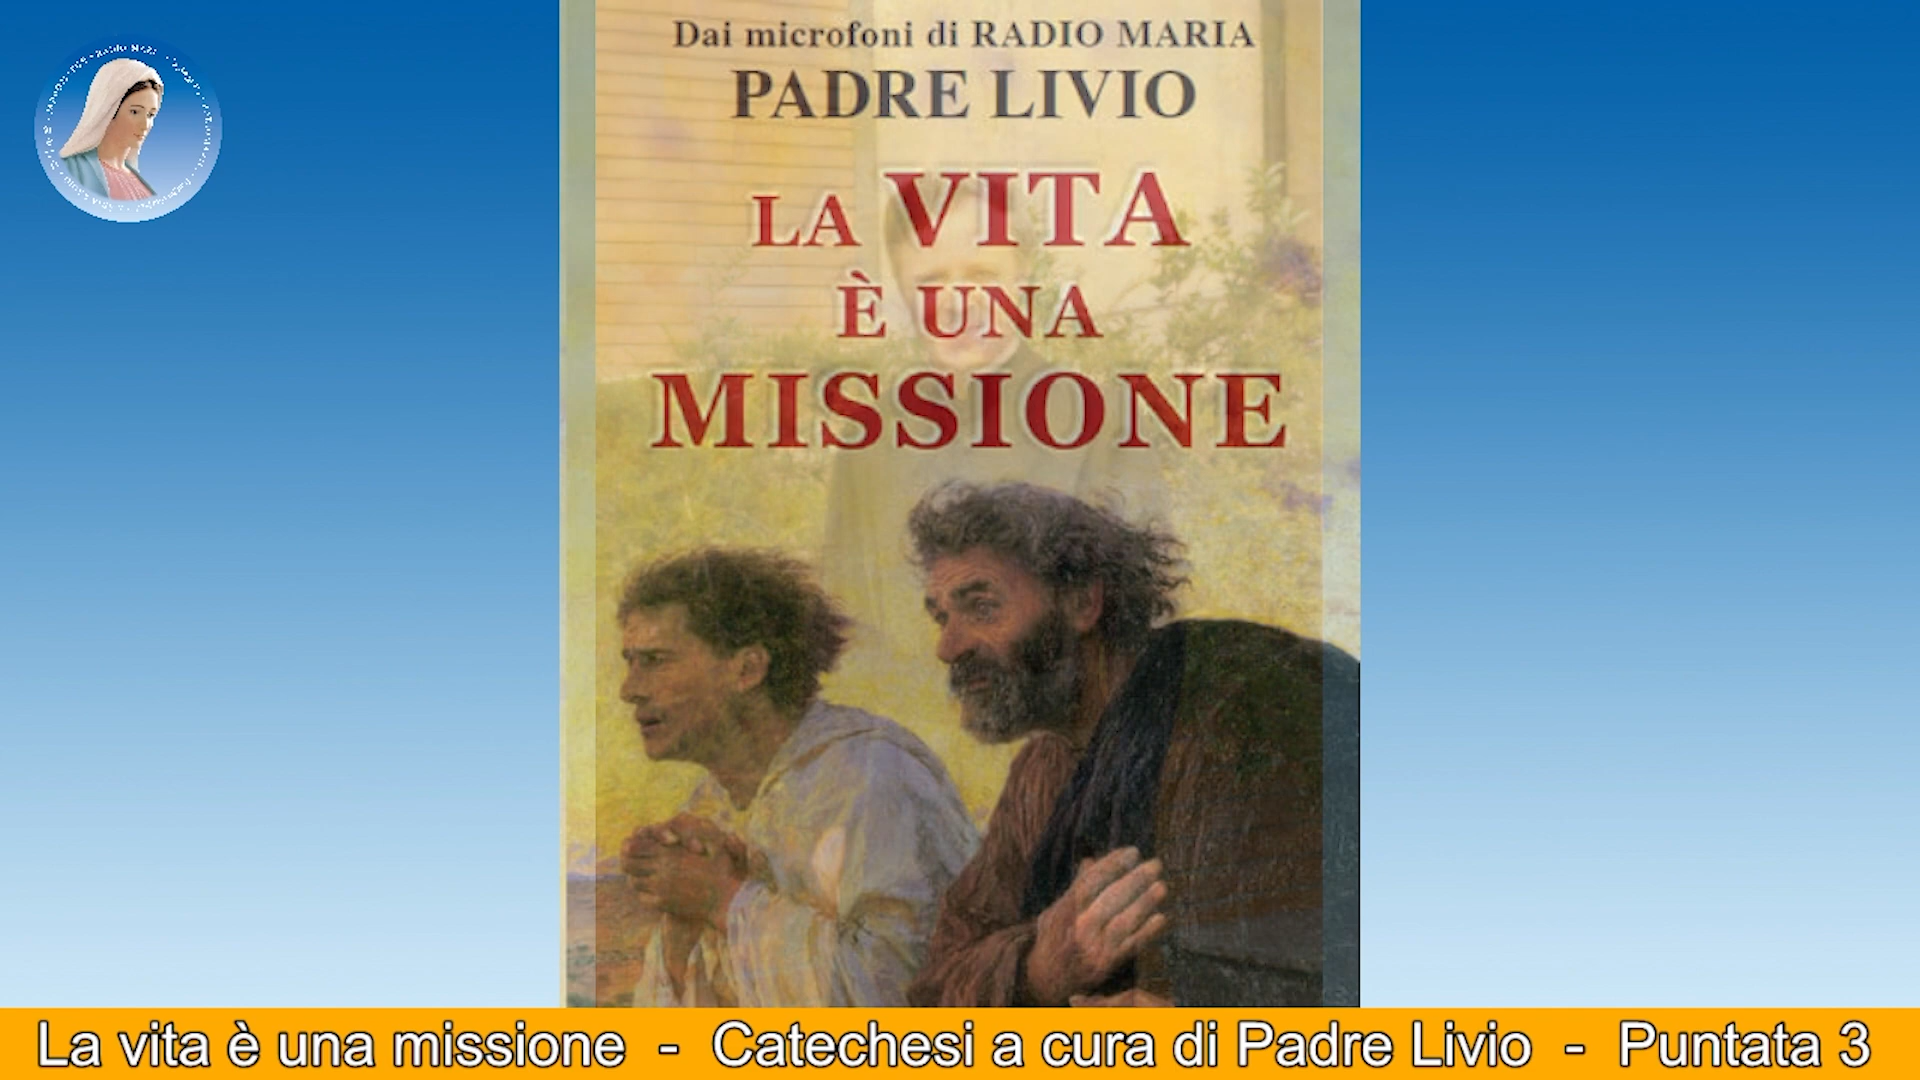 Dai microfoni di RADIO MARIA
PADRE LIVIO
LA VITA
È UNA
MISSIONE
La vita è una missione - Catechesi a cura di Padre Livio - Puntata 3